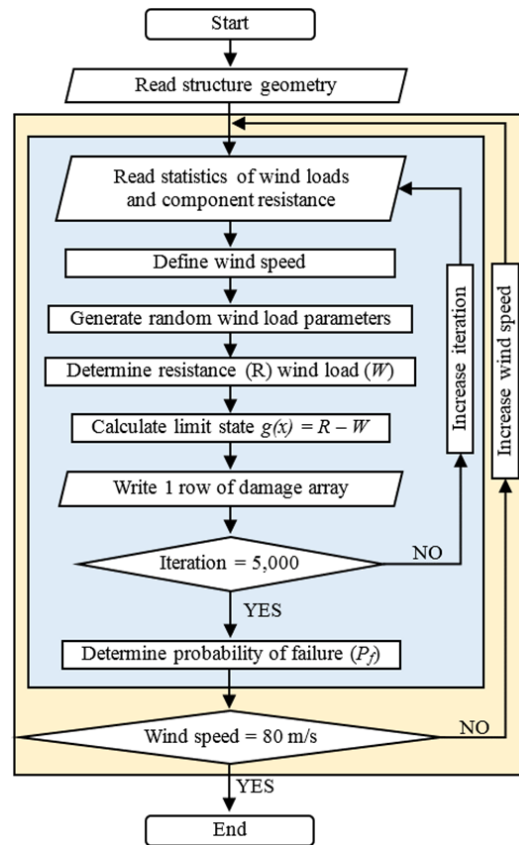 Start
Read structure geometry
Read statistics of wind loads
and component resistance
Define wind speed
Generate random wind load parameters
Determine resistance (R) wind load (W)
Calculate limit state g(x) = R – W
Write 1 row of damage array
Iteration = 5,000
NO
YES
Increase iteration
Increase wind speed
Determine probability of failure (Pf)
Wind speed = 80 m/s
NO
YES
End